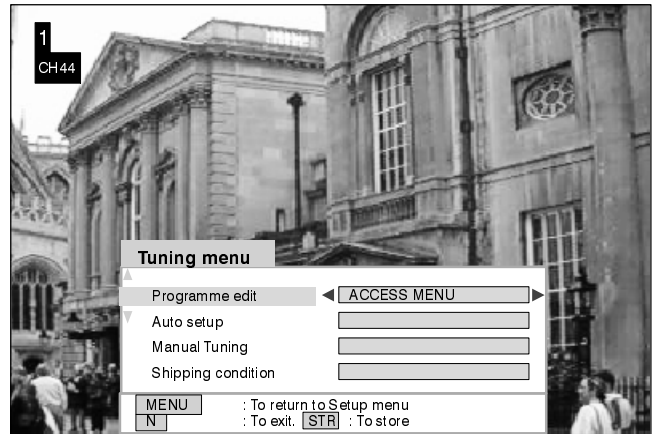 1
CH44
Tuning menu
Programme edit ACCESS MENU
Auto setup
Manual Tuning
Shipping condition
MENU : To return to Setup menu
N : To exit. STR : To store